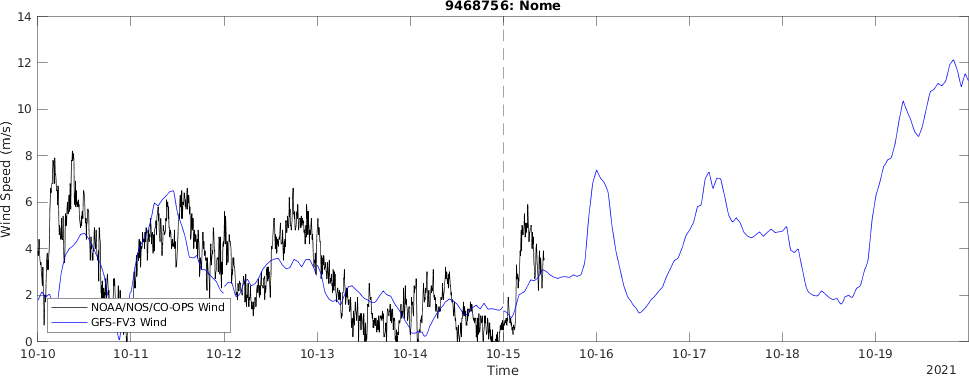 9468756: Nome
14
12
10
8
6
4
2
0
Wind Speed (m/s)
NOAA/NOS/CO-OPS Wind
GFS-FV3 Wind
10-10 10-11 10-12 10-13 10-14 10-15 10-16 10-17 10-18 10-19
Time
2021